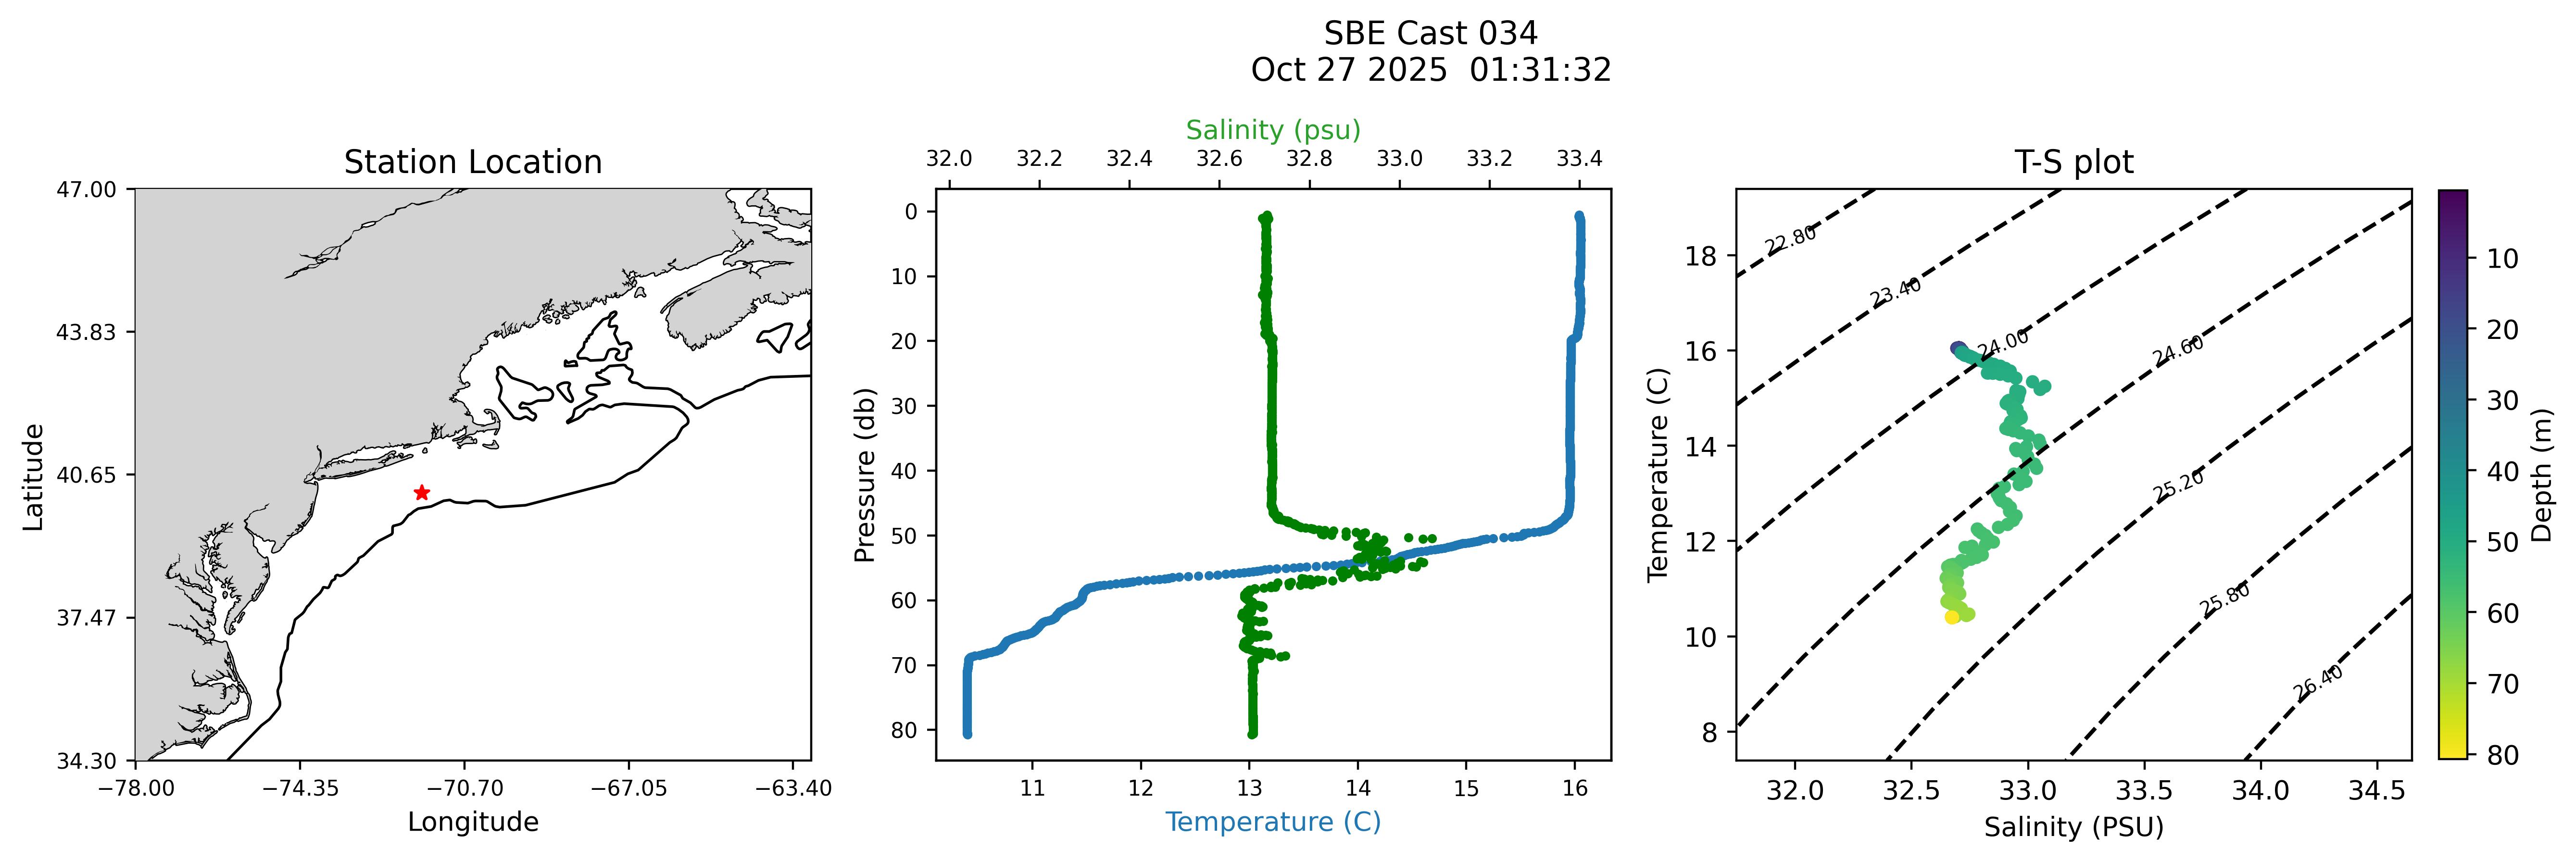 SBE Cast 034
Oct 27 2025  01:31:32
Station Location
47.00
43.83
40.65
37.47
34.30
Latitude
−78.00 −74.35 −70.70 −67.05 −63.40
Longitude
Salinity (psu)
32.0 32.2 32.4 32.6 32.8 33.0 33.2 33.4
0
10
20
30
40
50
60
70
80
Pressure (db)
11 12 13 14 15 16
Temperature (C)
T-S plot
18
16
14
12
10
8
Temperature (C)
22.80
23.40
24.00
24.60
25.20
25.80
26.40
32.0 32.5 33.0 33.5 34.0 34.5
Salinity (PSU)
10
20
30
40
50
60
70
80
Depth (m)